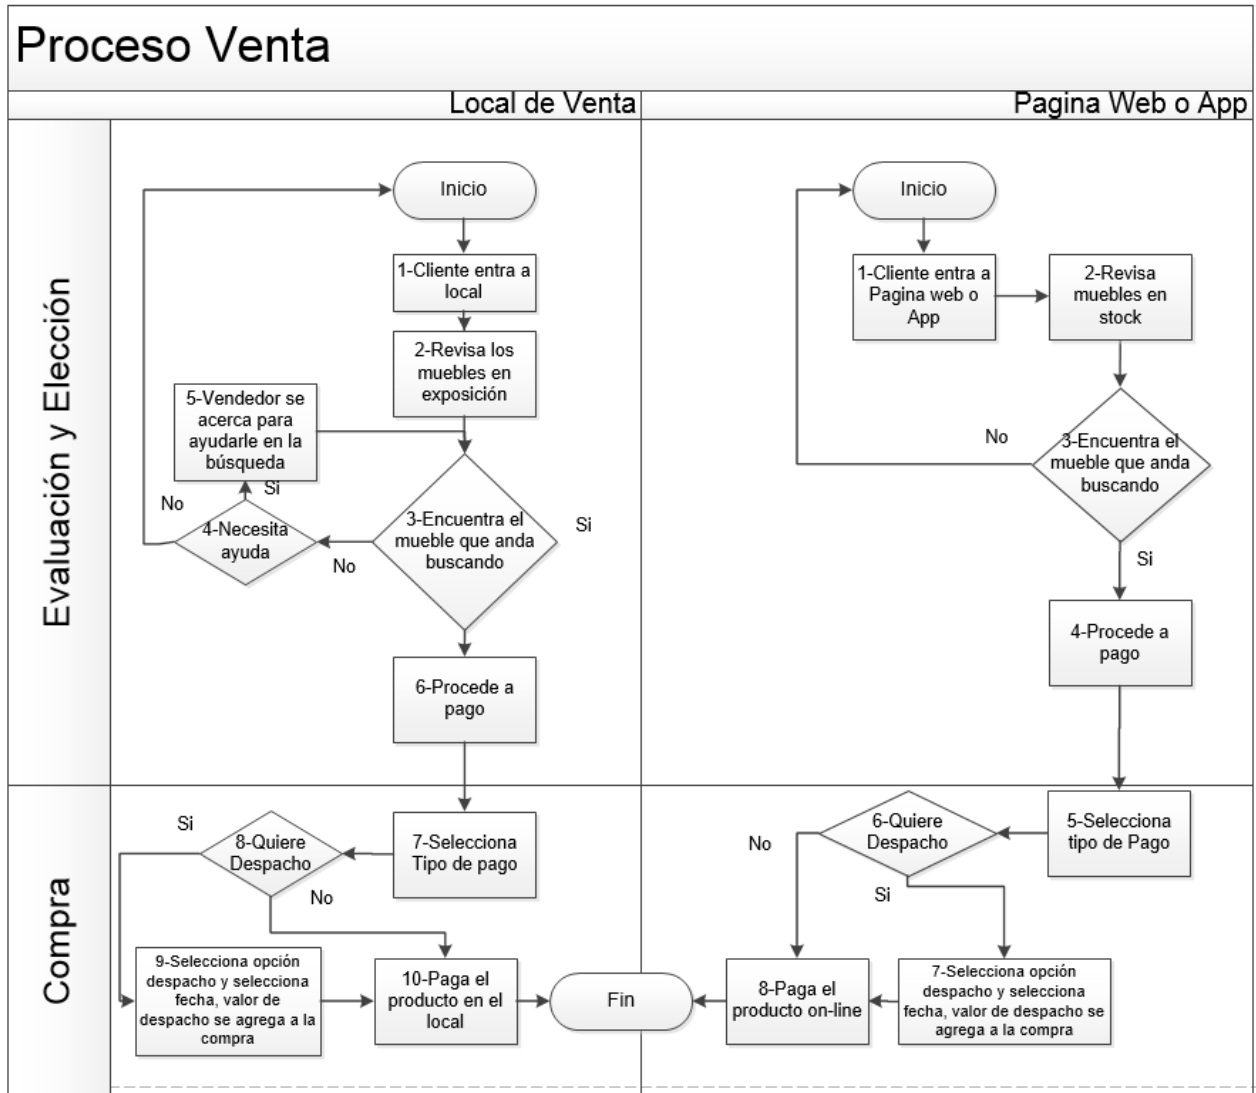 Proceso Venta
Local de Venta
Pagina Web o App
Evaluación y Elección
Inicio
1-Cliente entra a
local
2-Revisa los
muebles en
exposición
5-Vendedor se
acerca para
ayudarle en la
búsqueda
No
Si
4-Necesita
ayuda
No
3-Encuentra el
mueble que anda
buscando
Si
6-Procede a
pago
Inicio
1-Cliente entra a
Pagina web o
App
2-Revisa
muebles en
stock
No
3-Encuentra el
mueble que anda
buscando
Si
4-Procede a
pago
Compra
Si
8-Quiere
Despacho
No
7-Selecciona
Tipo de pago
9-Selecciona opción
despacho y selecciona
fecha, valor de
despacho se agrega a la
compra
10-Paga el
producto en el
local
Fin
No
6-Quiere
Despacho
Si
5-Selecciona
tipo de Pago
8-Paga el
producto on-line
7-Selecciona opción
despacho y selecciona
fecha, valor de despacho se
agrega a la compra